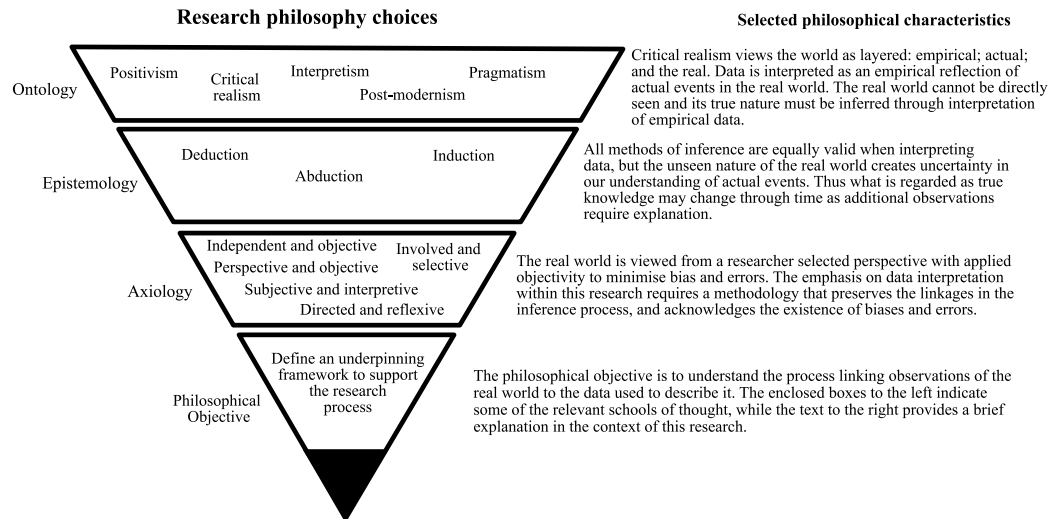 Research philosophy choices
Selected philosophical characteristics
Ontology
Positivism
Critical
realism
Interpretism
Post-modernism
Pragmatism
Critical realism views the world as layered: empirical; actual;
and the real. Data is interpreted as an empirical reflection of
actual events in the real world. The real world cannot be directly
seen and its true nature must be inferred through interpretation
of empirical data.
Epistemology
Deduction
Abduction
Induction
All methods of inference are equally valid when interpreting
data, but the unseen nature of the real world creates uncertainty in
our understanding of actual events. Thus what is regarded as true
knowledge may change through time as additional observations
require explanation.
Axiology
Independent and objective
Involved and
selective
Perspective and objective
Subjective and interpretive
Directed and reflexive
The real world is viewed from a researcher selected perspective with applied
objectivity to minimise bias and errors. The emphasis on data interpretation
within this research requires a methodology that preserves the linkages in the
inference process, and acknowledges the existence of biases and errors.
Philosophical
Objective
Define an underpinning
framework to support
the research
process
The philosophical objective is to understand the process linking observations of the
real world to the data used to describe it. The enclosed boxes to the left indicate
some of the relevant schools of thought, while the text to the right provides a brief
explanation in the context of this research.